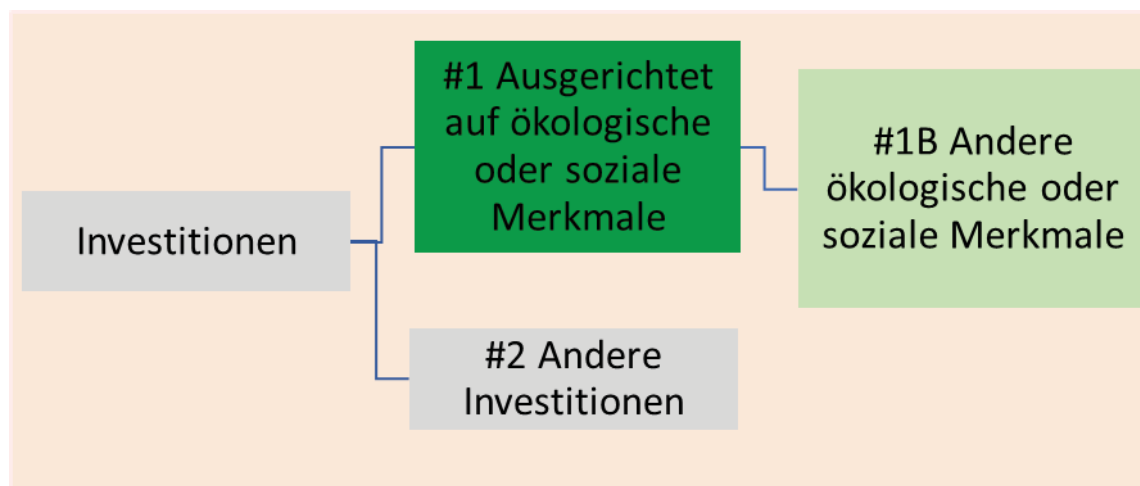 Investitionen
#1 Ausgerichtet
auf ökologische
oder soziale
Merkmale
#1B Andere
ökologische oder
soziale Merkmale
#2 Andere
Investitionen